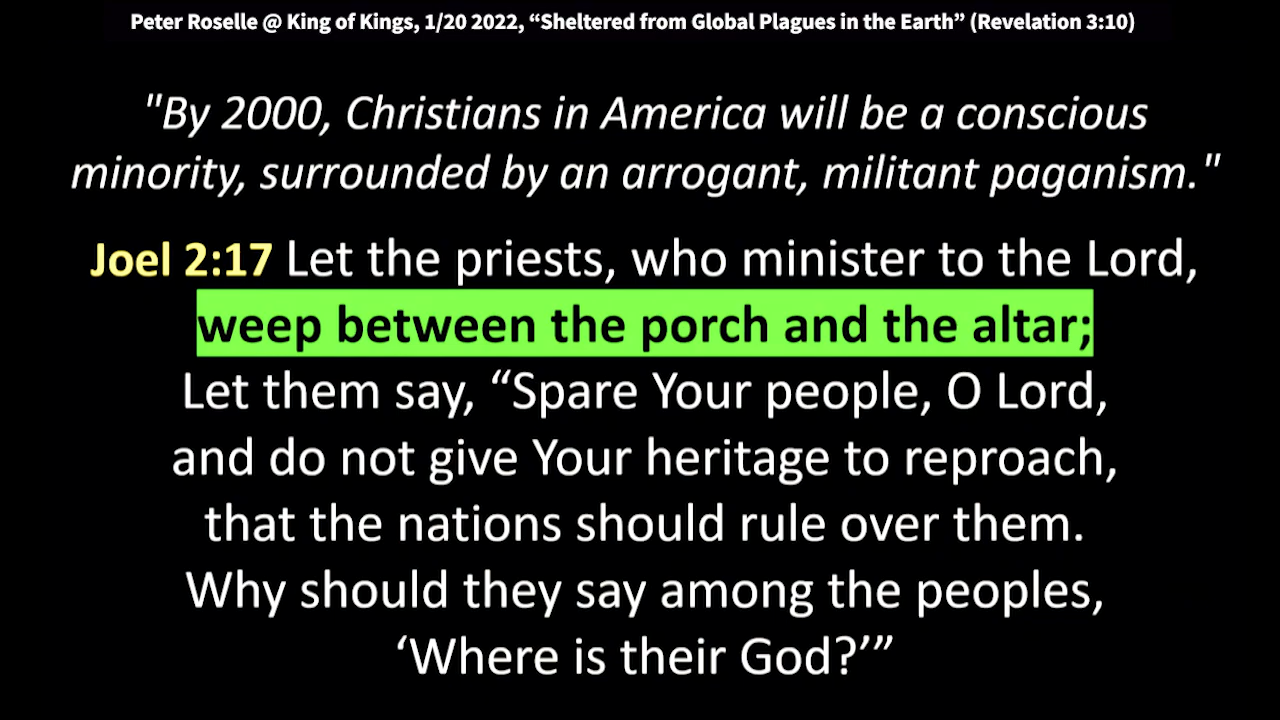 Peter Roselle @ King of Kings, 1/20 2022, “Sheltered from Global Plagues in the Earth” (Revelation 3:10)
"By 2000, Christians in America will be a conscious
minority, surrounded by an arrogant, militant paganism."
Joel 2:17 Let the priests, who minister to the Lord,
weep between the porch and the altar;
Let them say, “Spare Your people, O Lord,
and do not give Your heritage to reproach,
that the nations should rule over them.
Why should they say among the peoples,
‘Where is their God?’”